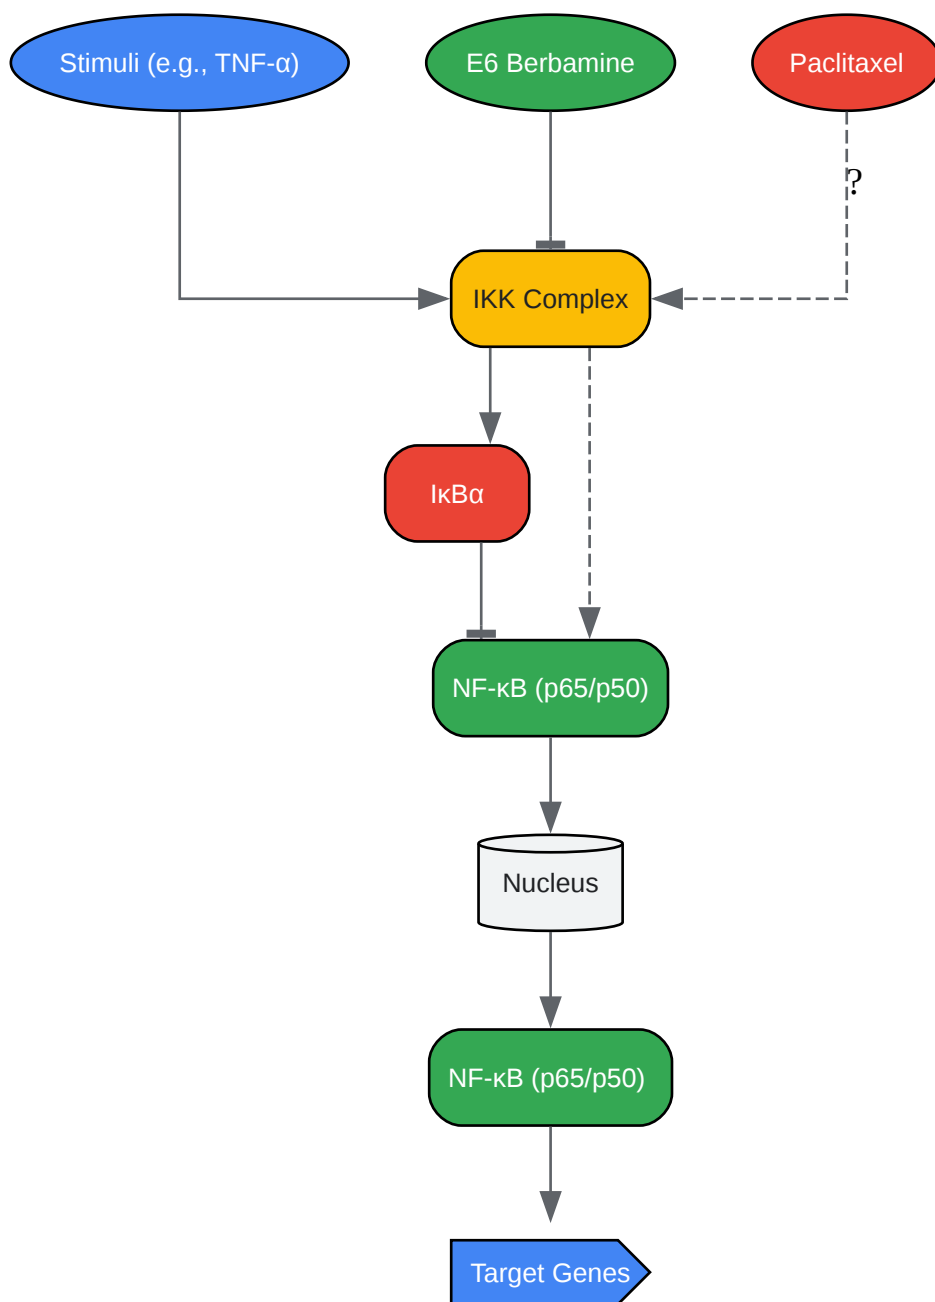 Stimuli (e.g., TNF-α)
E6 Berbamine
Paclitaxel
?
IKK Complex
IκBα
NF-κB (p65/p50)
Nucleus
NF-κB (p65/p50)
Target Genes